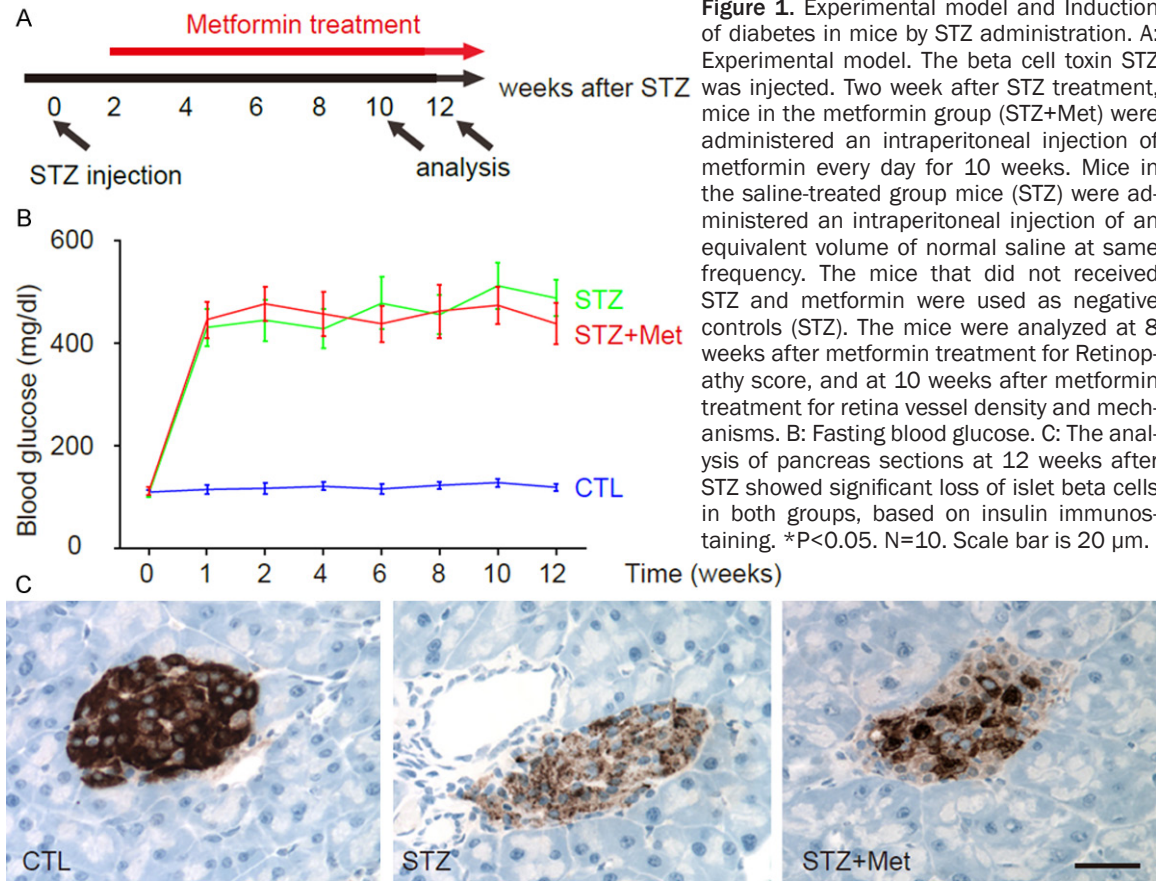 A
Metformin treatment
weeks after STZ
0 2 4 6 8 10 12
STZ injection
analysis
B
Blood glucose (mg/dl)
600
400
200
0
STZ
STZ+Met
CTL
0 1 2 4 6 8 10 12
Time (weeks)
Figure 1. Experimental model and Induction
of diabetes in mice by STZ administration. A:
Experimental model. The beta cell toxin STZ
was injected. Two week after STZ treatment,
mice in the metformin group (STZ+Met) were
administered an intraperitoneal injection of
metformin every day for 10 weeks. Mice in
the saline-treated group mice (STZ) were ad-
ministered an intraperitoneal injection of an
equivalent volume of normal saline at same
frequency. The mice that did not received
STZ and metformin were used as negative
controls (STZ). The mice were analyzed at 8
weeks after metformin treatment for Retinop-
athy score, and at 10 weeks after metformin
treatment for retina vessel density and mech-
anisms. B: Fasting blood glucose. C: The anal-
ysis of pancreas sections at 12 weeks after
STZ showed significant loss of islet beta cells
in both groups, based on insulin immunos-
taining. *P<0.05. N=10. Scale bar is 20 µm.
C
CTL
STZ
STZ+Met